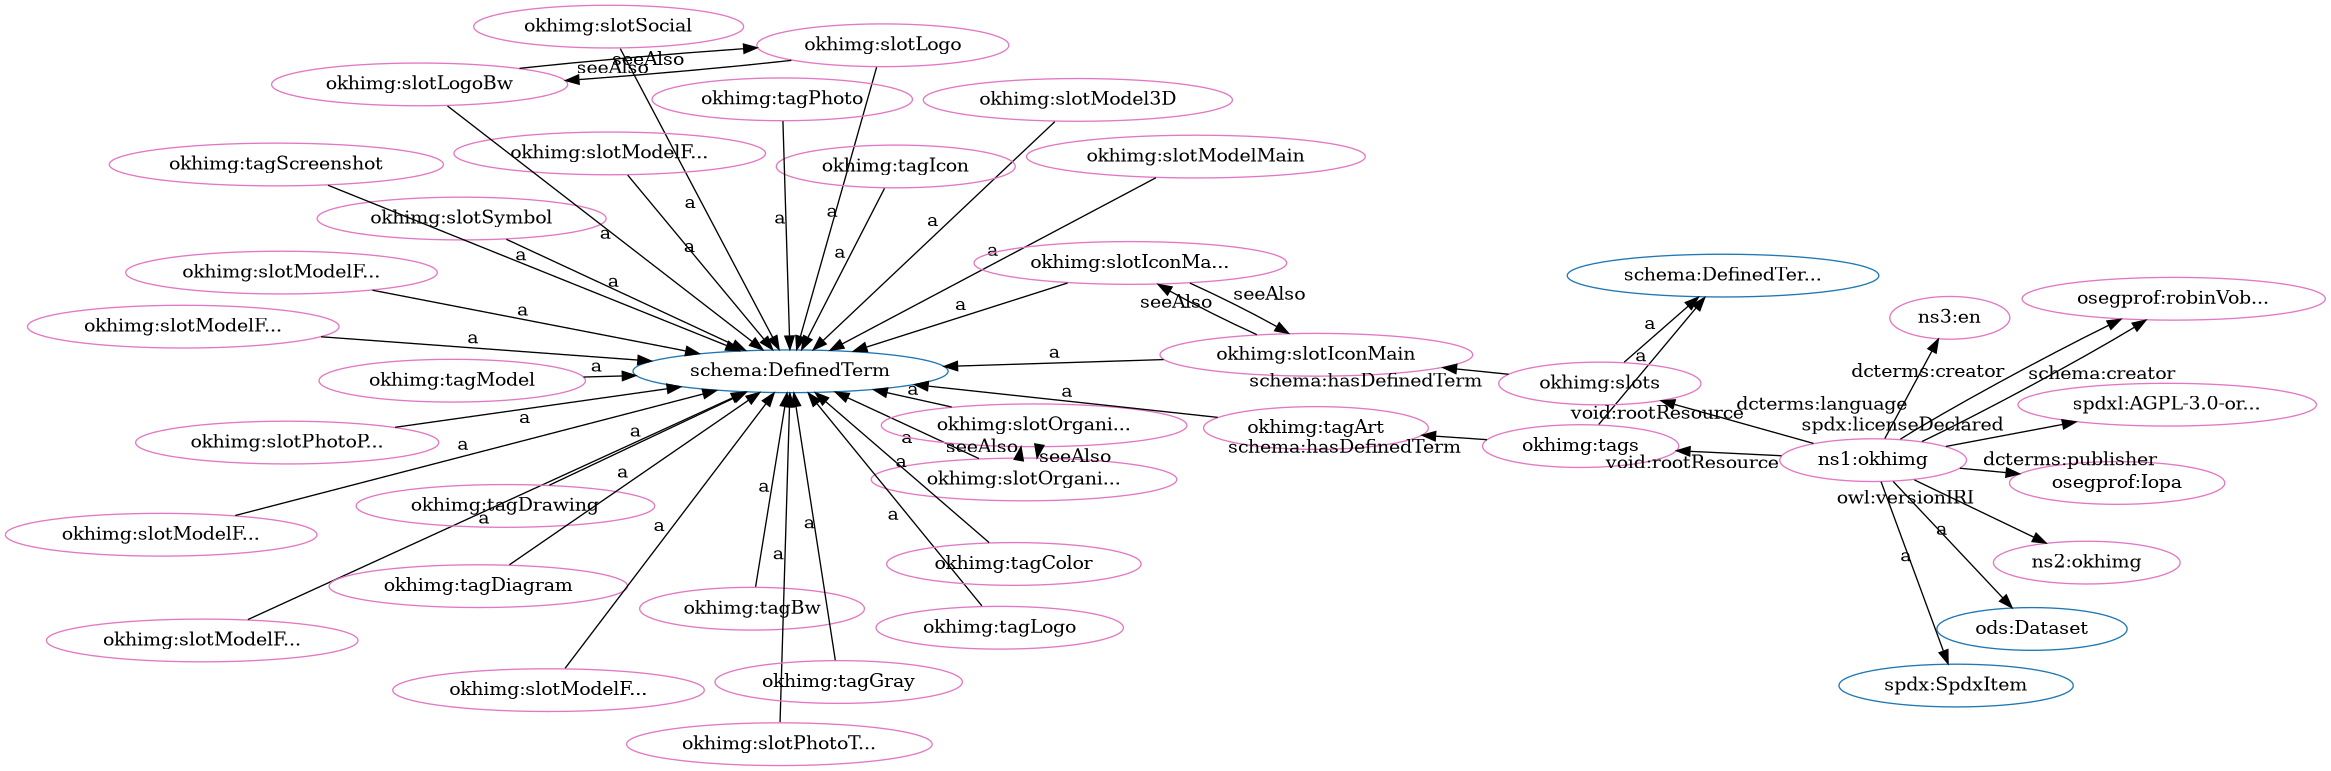 okhimg:slotSocial
okhimg:slotLogo
seeAlso
seeAlso
okhimg:slotLogoBw
okhimg:tagPhoto
okhimg:slotModel3D
okhimg:slotModelF...
okhimg:slotModelMain
okhimg:tagScreenshot
okhimg:tagIcon
a
a
a
a
okhimg:slotSymbol
a
a
a
a
a
a
okhimg:slotIconMa...
okhimg:slotModelF...
schema:DefinedTer...
a
seeAlso
seeAlso
osegprof:robinVob...
a
a
ns3:en
okhimg:slotModelF...
a
a
a
a
okhimg:slotIconMain
a
schema:DefinedTerm
dcterms:creator
schema:creator
okhimg:tagModel
schema:hasDefinedTerm
okhimg:slots
a
a
dcterms:language
spdxl:AGPL-3.0-or...
void:rootResource
a
okhimg:slotOrgani...
okhimg:tagArt
spdx:licenseDeclared
a
a
okhimg:slotPhotoP...
a
seeAlso
seeAlso
schema:hasDefinedTerm
okhimg:tags
void:rootResource
ns1:okhimg
dcterms:publisher
a
a
okhimg:slotOrgani...
osegprof:Iopa
a
owl:versionIRI
okhimg:tagDrawing
a
a
a
a
a
okhimg:slotModelF...
a
a
okhimg:tagColor
ns2:okhimg
okhimg:tagDiagram
okhimg:tagBw
okhimg:tagLogo
ods:Dataset
okhimg:slotModelF...
okhimg:tagGray
spdx:SpdxItem
okhimg:slotModelF...
okhimg:slotPhotoT...